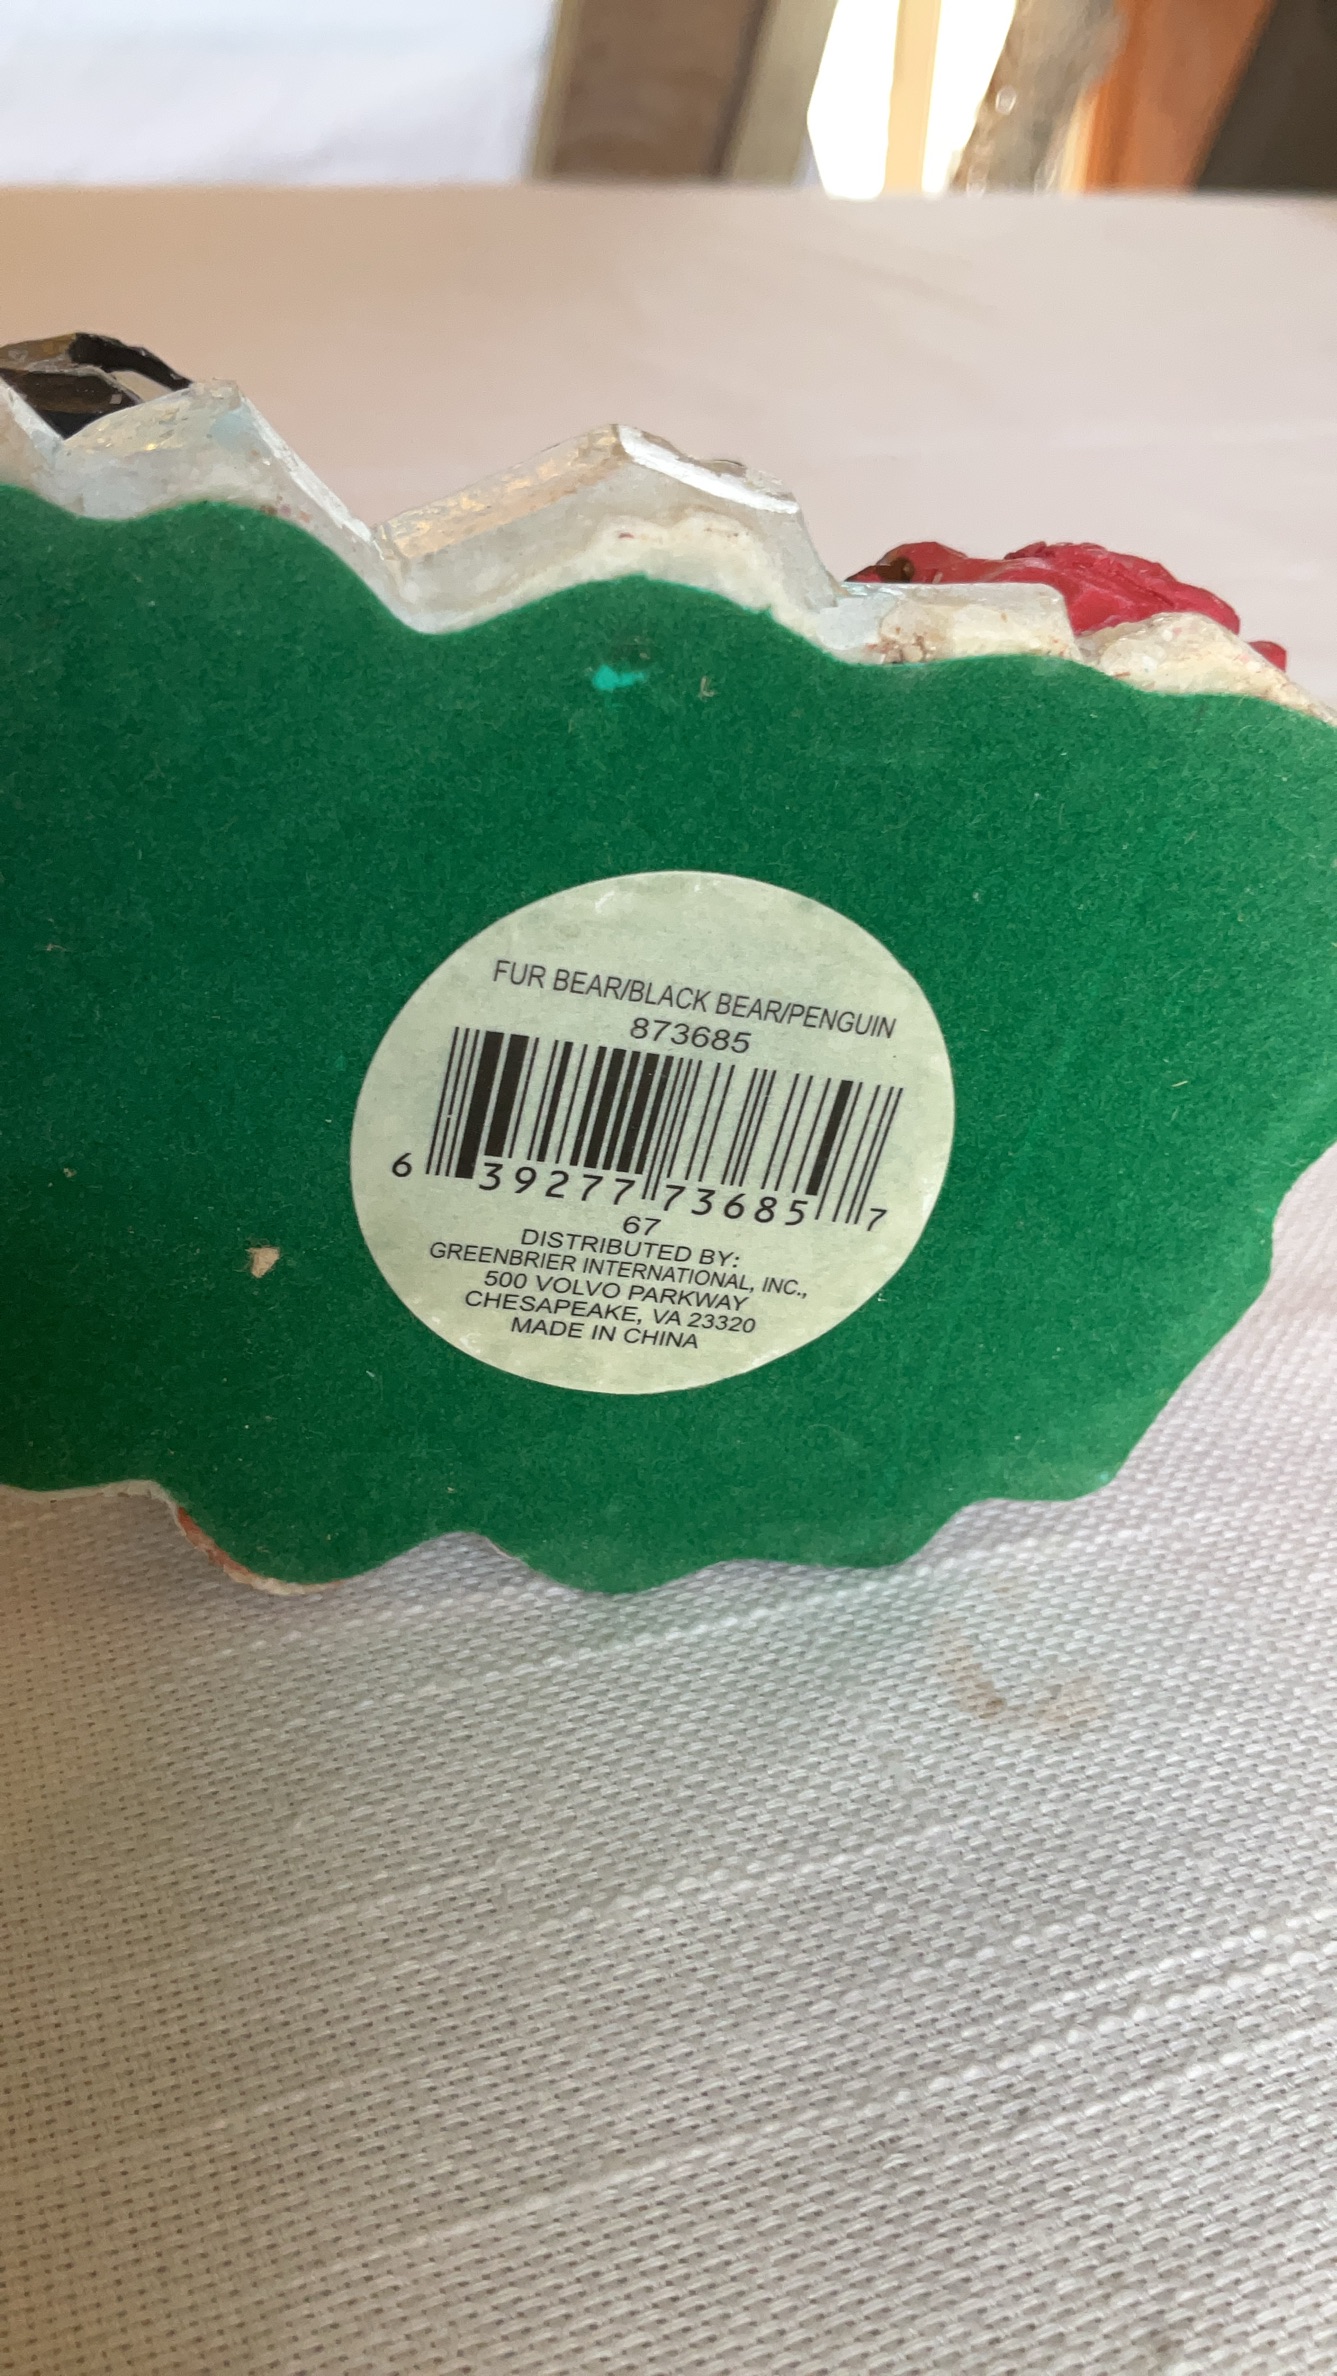 FUR BEAR/BLACK BEAR/PENGUIN
873685
6 39277 73685 7
67
DISTRIBUTED BY:
GREENBRIER INTERNATIONAL, INC.,
500 VOLVO PARKWAY
CHESAPEAKE, VA 23320
MADE IN CHINA